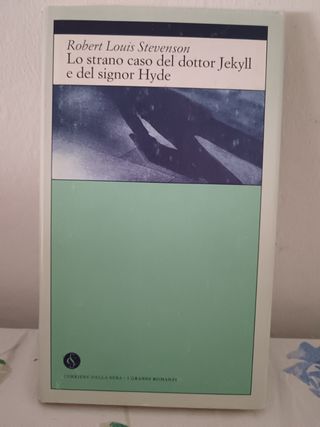 Robert Louis Stevenson
Lo strano caso del dottor Jekyll
e del signor Hyde
CORRIERE DELLA SERA - I GRANDI ROMANZI